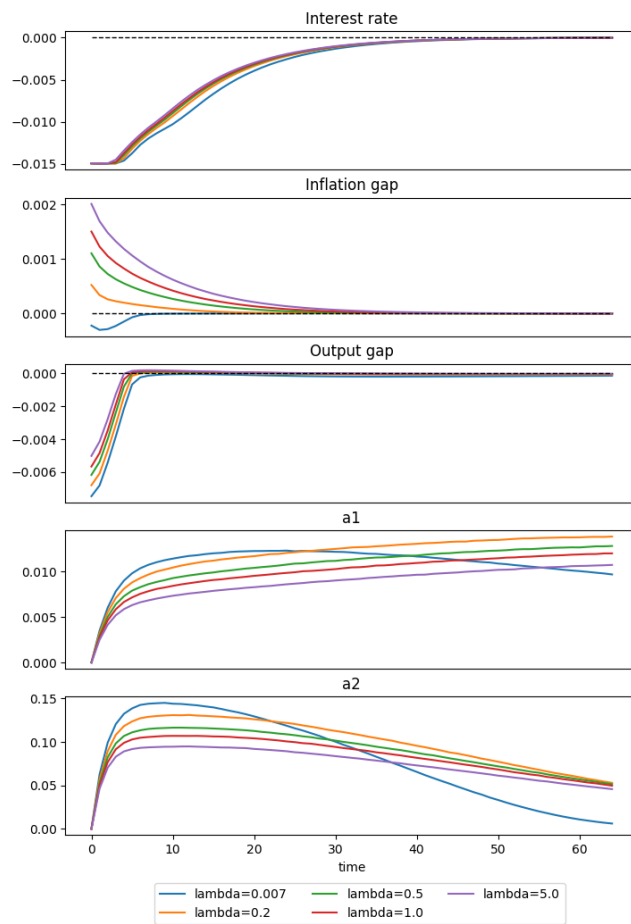 Interest rate
0.000
−0.005
−0.010
−0.015
Inflation gap
0.002
0.001
0.000
Output gap
0.000
−0.002
−0.004
−0.006
a1
0.010
0.005
0.000
a2
0.15
0.10
0.05
0.00
0 10 20 30 40 50 60
time
lambda=0.007 lambda=0.5 lambda=5.0
lambda=0.2 lambda=1.0